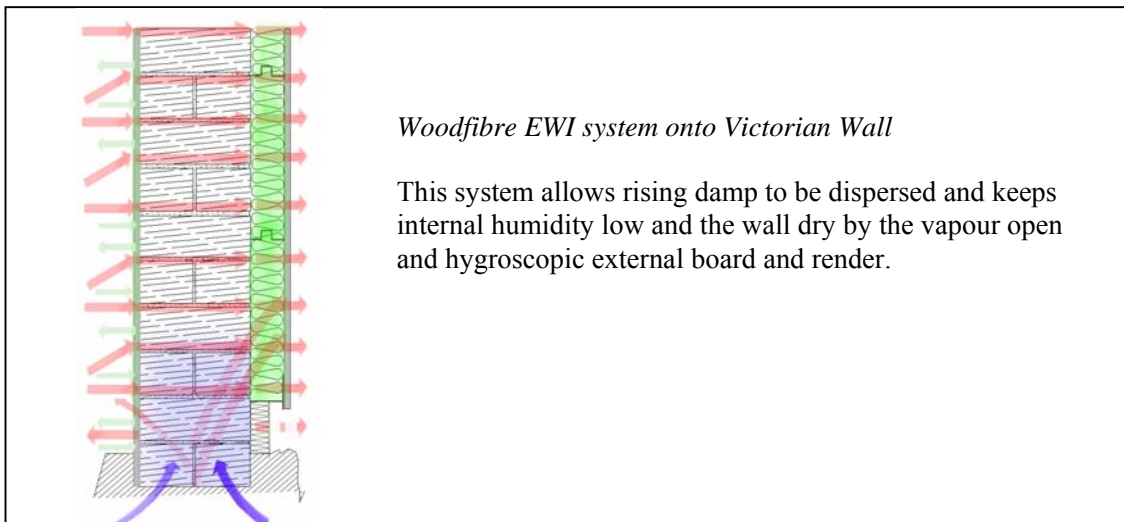 Woodfibre EWI system onto Victorian Wall
This system allows rising damp to be dispersed and keeps
internal humidity low and the wall dry by the vapour open
and hygroscopic external board and render.